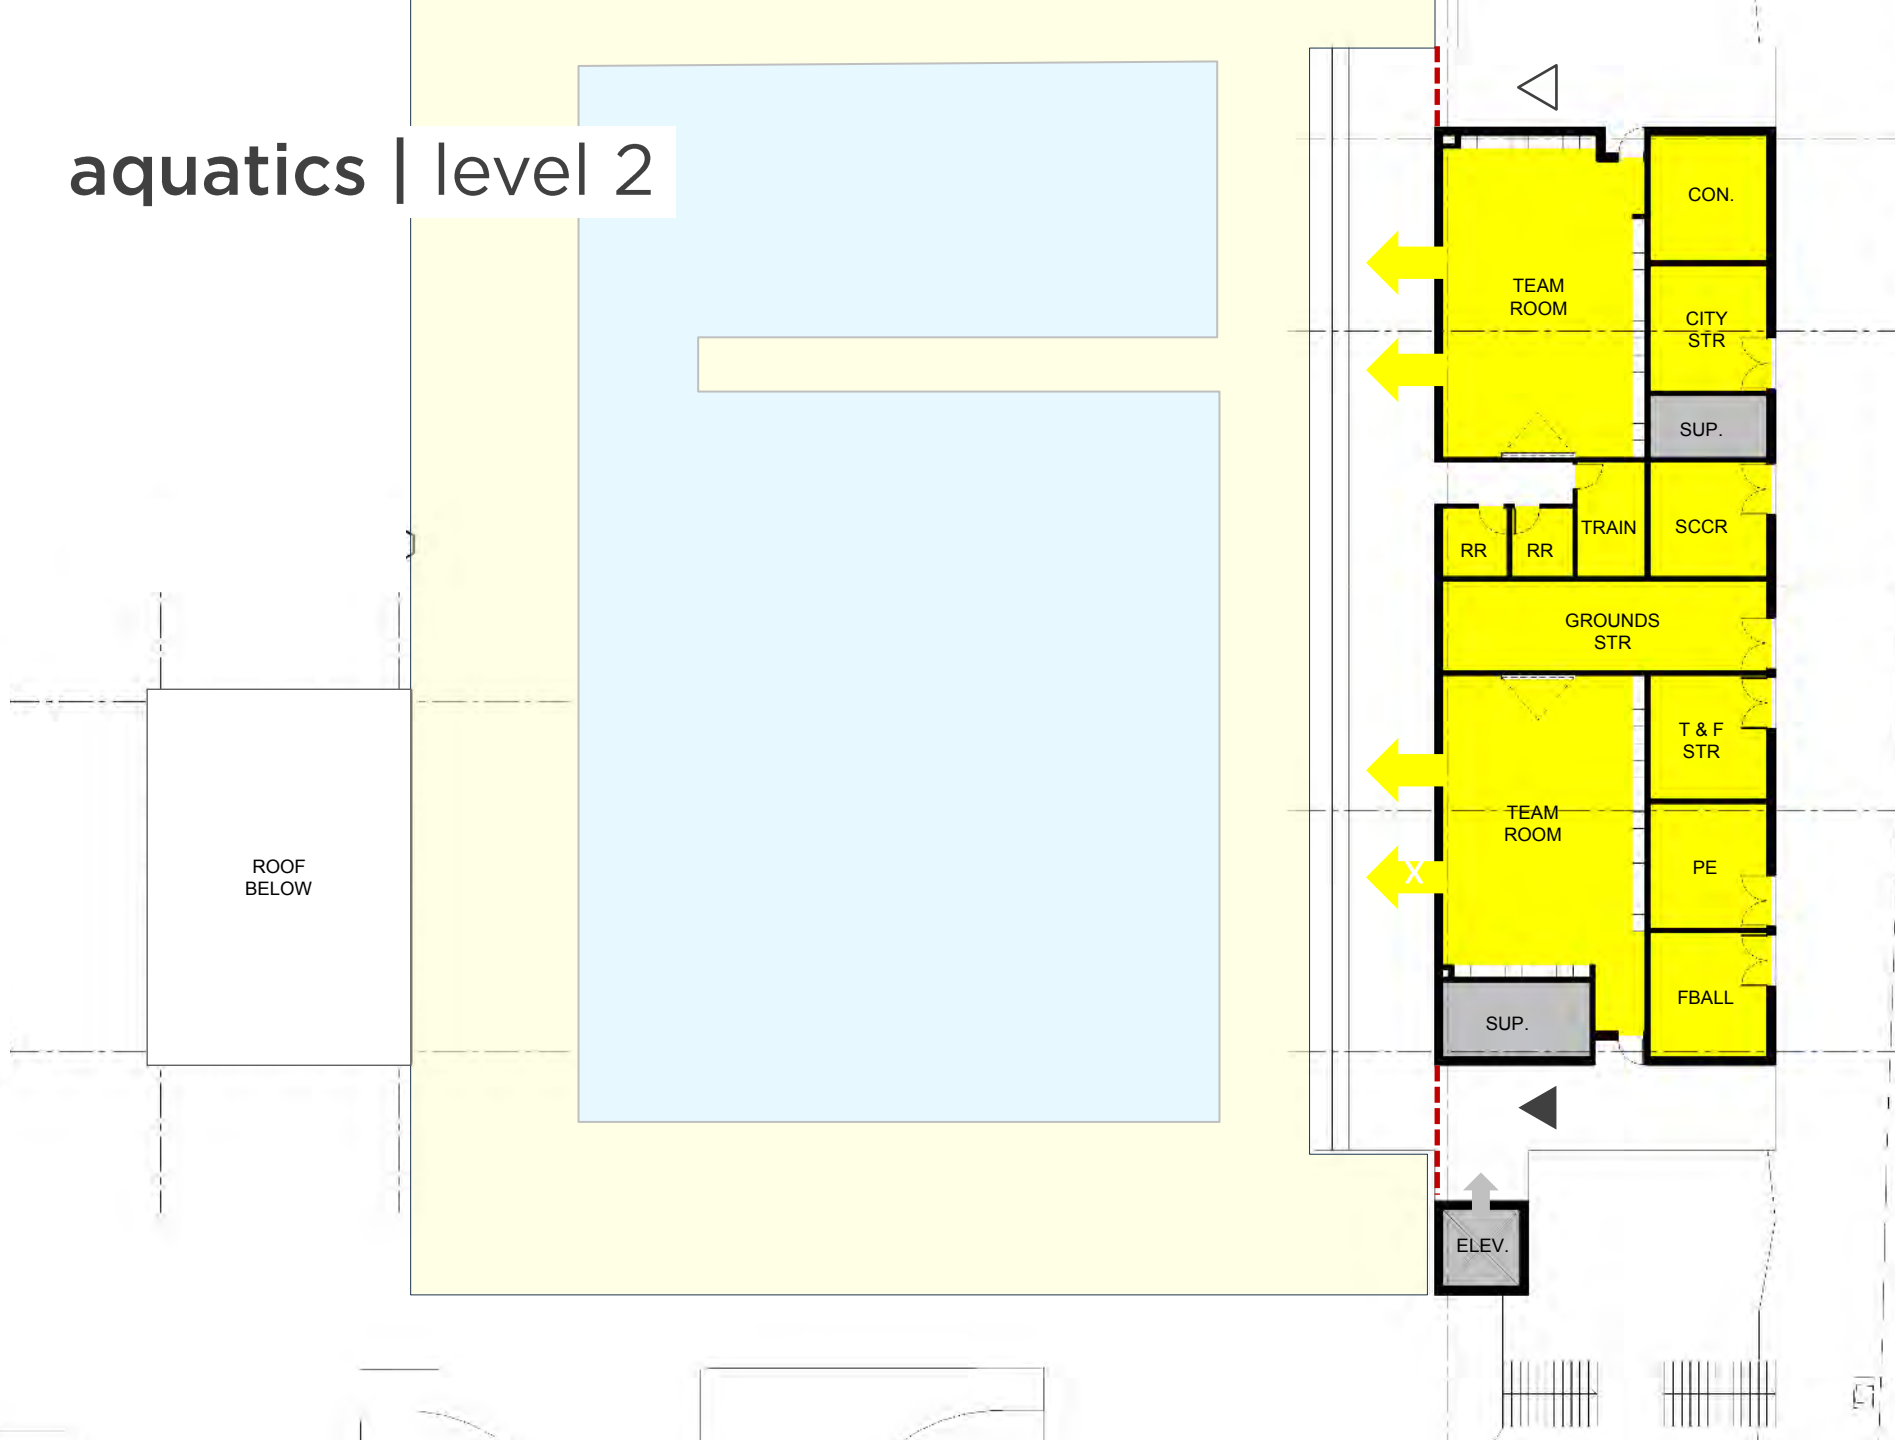 aquatics | level 2
CON.
TEAM
ROOM
CITY
STR
SUP.
RR
RR
TRAIN
SCCR
GROUNDS
STR
T & F
STR
TEAM
ROOM
PE
X
ROOF
BELOW
FBALL
SUP.
ELEV.